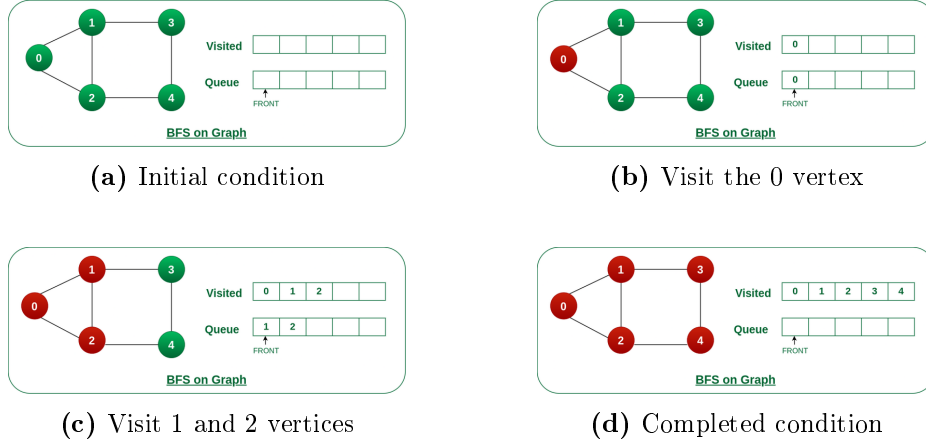 1 3
Visited
0
Queue
2 4
FRONT
BFS on Graph
(a) Initial condition
1 3
Visited 0
0
Queue 0
2 4
FRONT
BFS on Graph
(b) Visit the 0 vertex
1 3
Visited 0 1 2
0
Queue 1 2
2 4
FRONT
BFS on Graph
(c) Visit 1 and 2 vertices
1 3
Visited 0 1 2 3 4
0
Queue
2 4
FRONT
BFS on Graph
(d) Completed condition